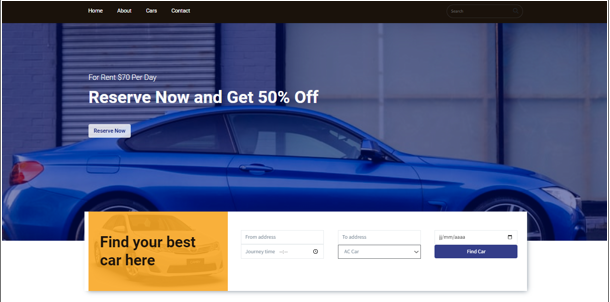 Home About Cars Contact Search
For Rent $70 Per Day
Reserve Now and Get 50% Off
Reserve Now
Find your best
car here
From address To address jj/mm/aaaa
Journey time --:-- AC Car Find Car